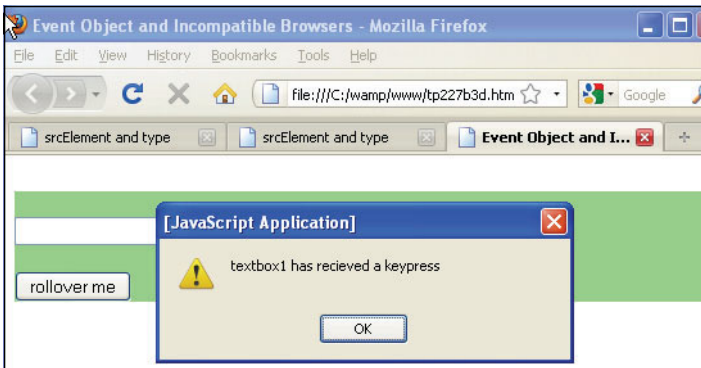 Event Object and Incompatible Browsers - Mozilla Firefox
File Edit View History Bookmarks Tools Help
file:///C:/wamp/www/tp227b3d.htm Google
srcElement and type srcElement and type Event Object and I...
[JavaScript Application]
textbox1 has recieved a keypress
rollover me
OK